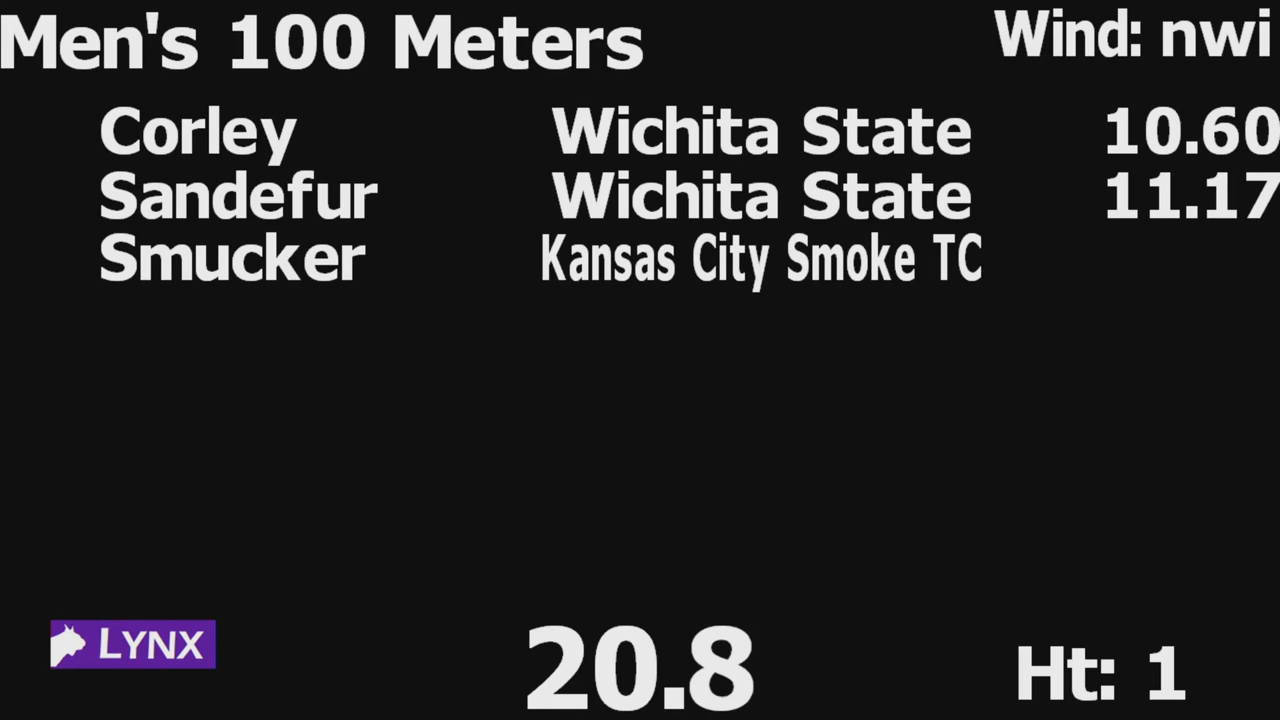 Men's 100 Meters Wind: nwi
Corley Wichita State 10.60
Sandefur Wichita State 11.17
Smucker Kansas City Smoke TC
LYNX 20.8 Ht: 1